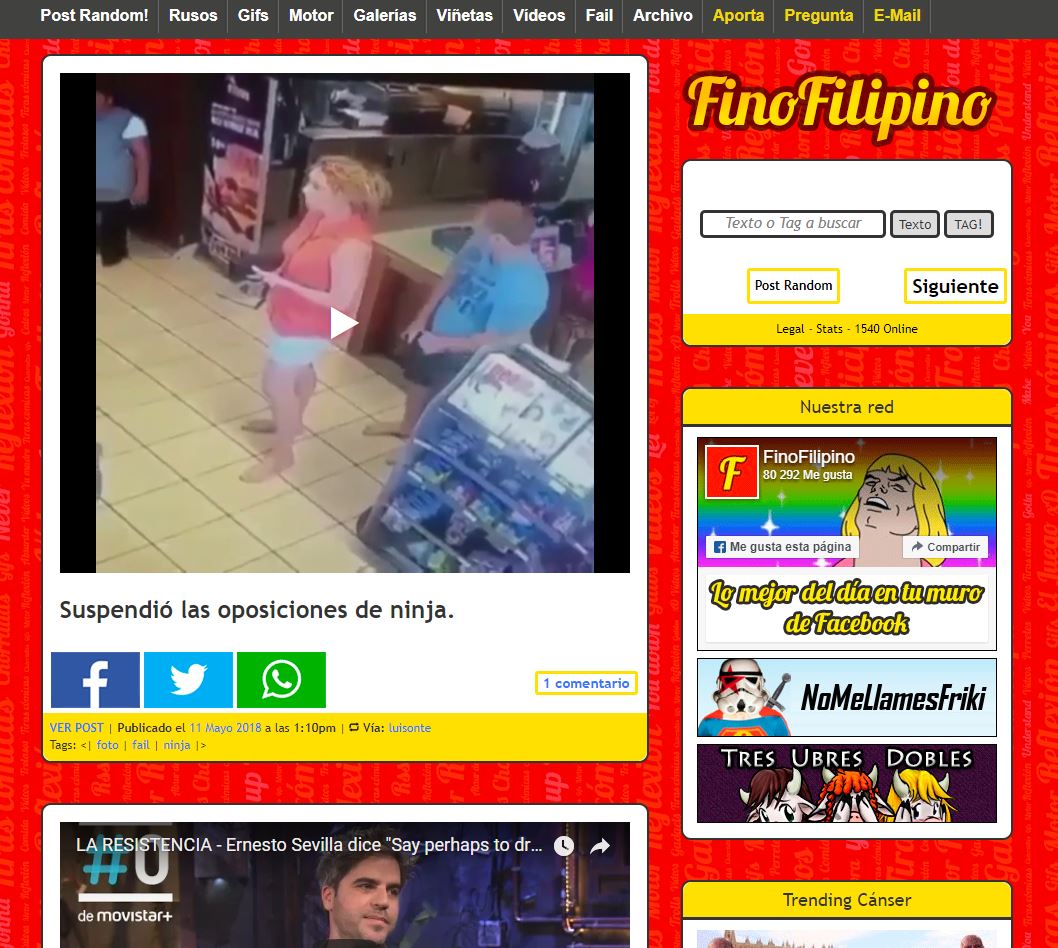 Post Random!
Rusos
Gifs
Motor
Galerías
Viñetas
Videos
Fail
Archivo
Aporta
Pregunta
E-Mail
Suspendió las oposiciones de ninja.
1 comentario
VER POST | Publicado el 11 Mayo 2018 a las 1:10pm | Vía: luisonte
Tags: <| foto | fail | ninja |>
LA RESISTENCIA - Ernesto Sevilla dice "Say perhaps to dr...
#0
de movistar+
FinoFilipino
Texto o Tag a buscar
Texto
TAG!
Post Random
Siguiente
Legal - Stats - 1540 Online
Nuestra red
F
FinoFilipino
80 292 Me gusta
Me gusta esta página
Compartir
Lo mejor del día en tu muro
de Facebook
NoMeLlamesFriki
TRES UBRES DOBLES
Trending Cánser